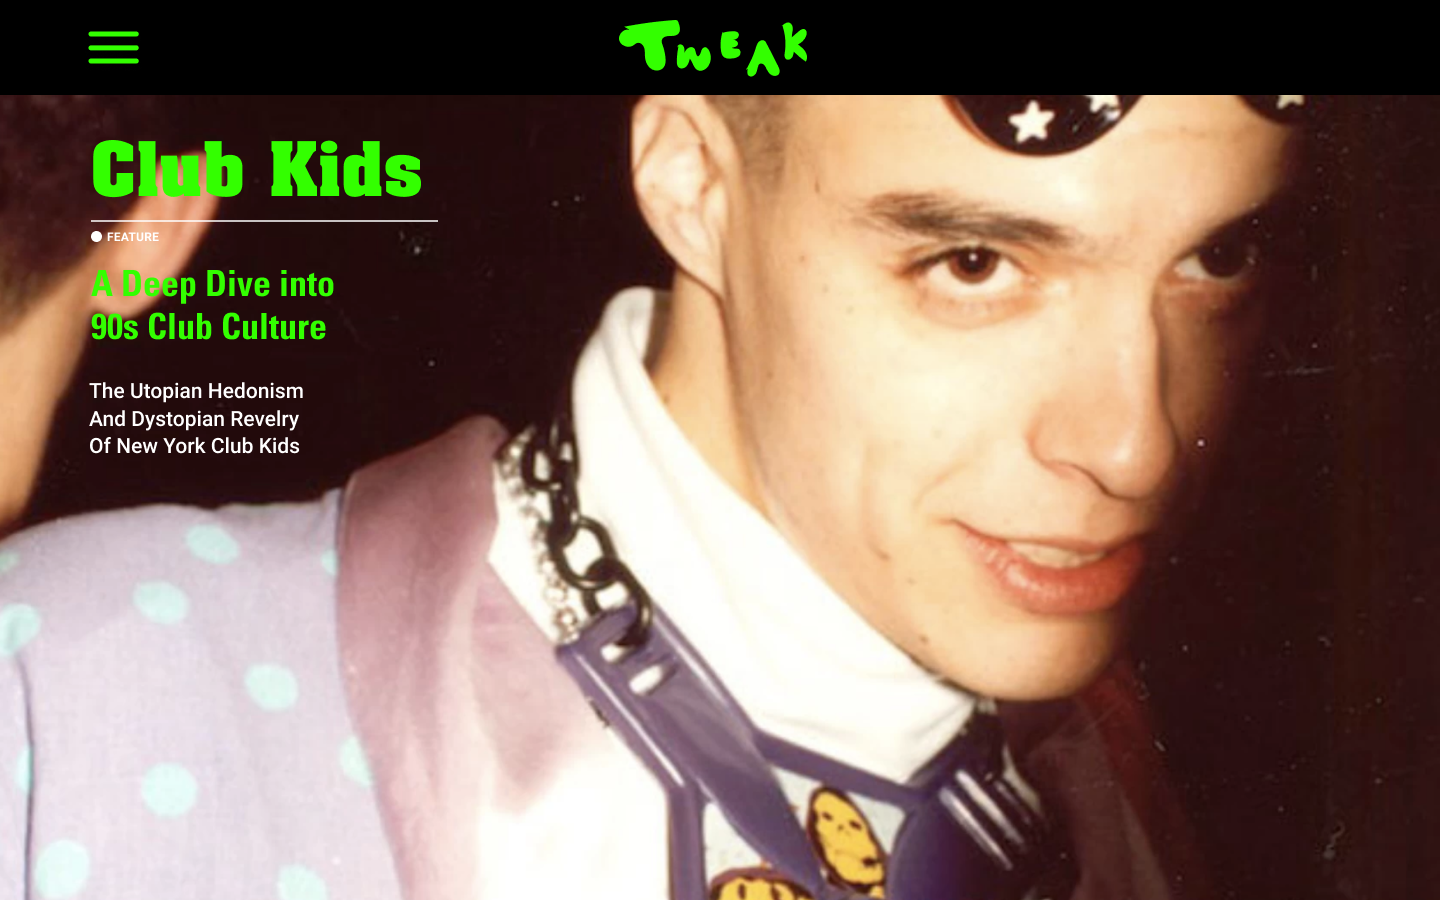 TWEAK
Club Kids
FEATURE
A Deep Dive into
90s Club Culture
The Utopian Hedonism
And Dystopian Revelry
Of New York Club Kids